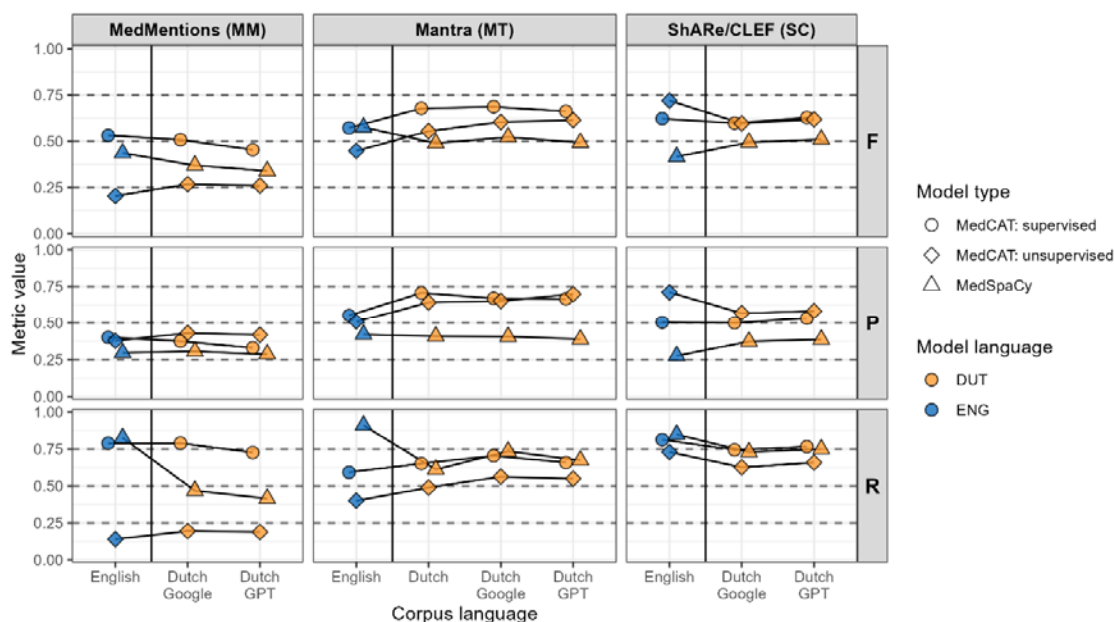 MedMentions (MM) Mantra (MT) ShARe/CLEF (SC)
1.00
0.75
0.50
0.25
0.00
F
1.00
0.75
0.50
0.25
0.00
P
1.00
0.75
0.50
0.25
0.00
R
Metric value
English Dutch Google Dutch GPT English Dutch Dutch Google Dutch GPT English Dutch Google Dutch GPT
Corpus language
Model type
MedCAT: supervised
MedCAT: unsupervised
MedSpaCy
Model language
DUT
ENG